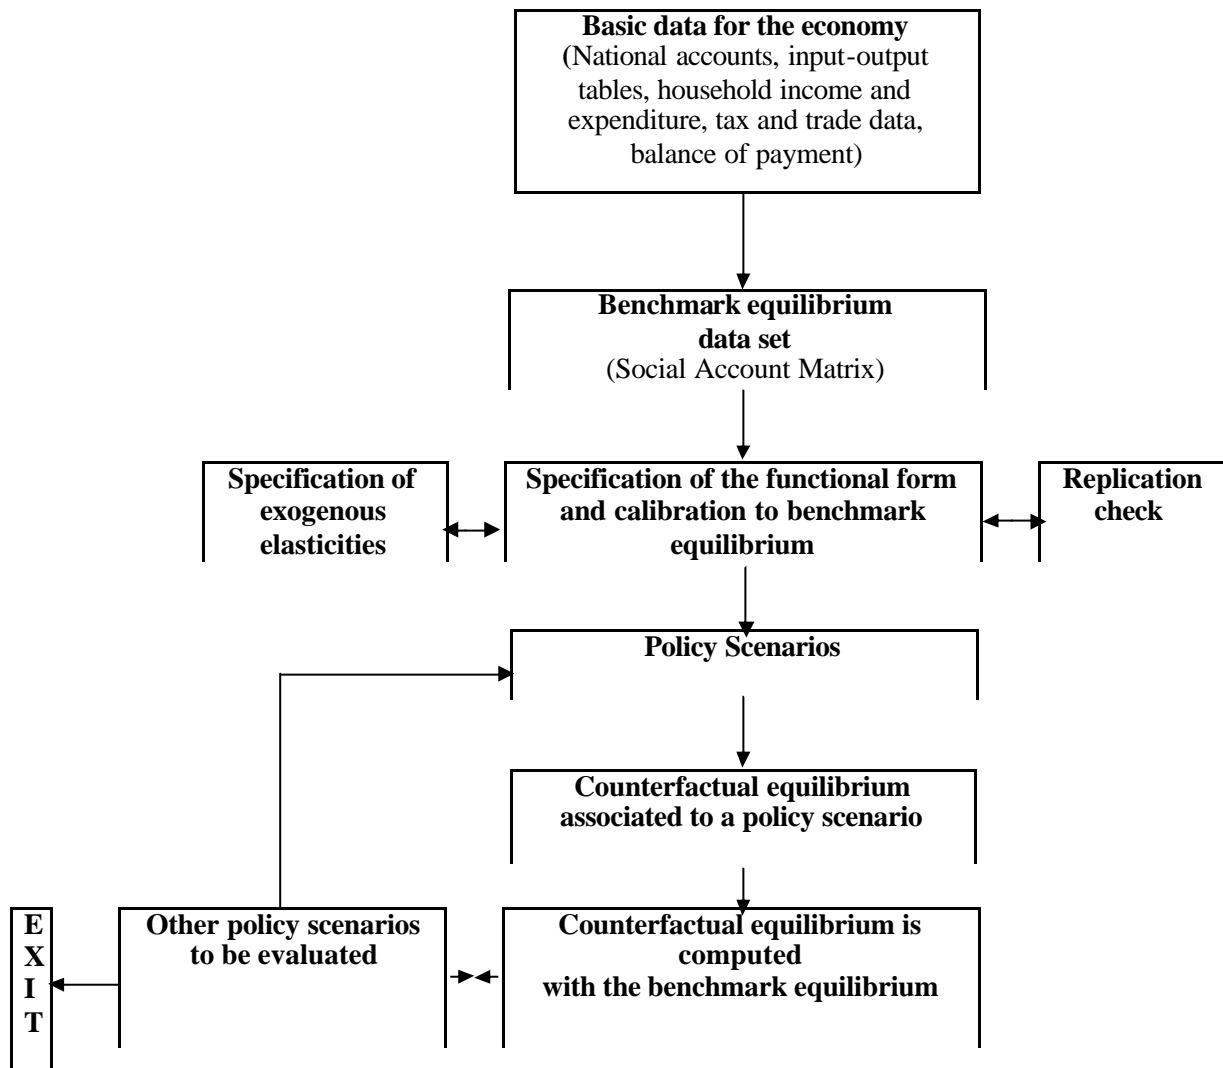 Basic data for the economy
(National accounts, input-output
tables, household income and
expenditure, tax and trade data,
balance of payment)
Benchmark equilibrium
data set
(Social Account Matrix)
Specification of
exogenous
elasticities
Specification of the functional form
and calibration to benchmark
equilibrium
Replication
check
Policy Scenarios
Counterfactual equilibrium
associated to a policy scenario
E
X
I
T
Other policy scenarios
to be evaluated
Counterfactual equilibrium is
computed
with the benchmark equilibrium